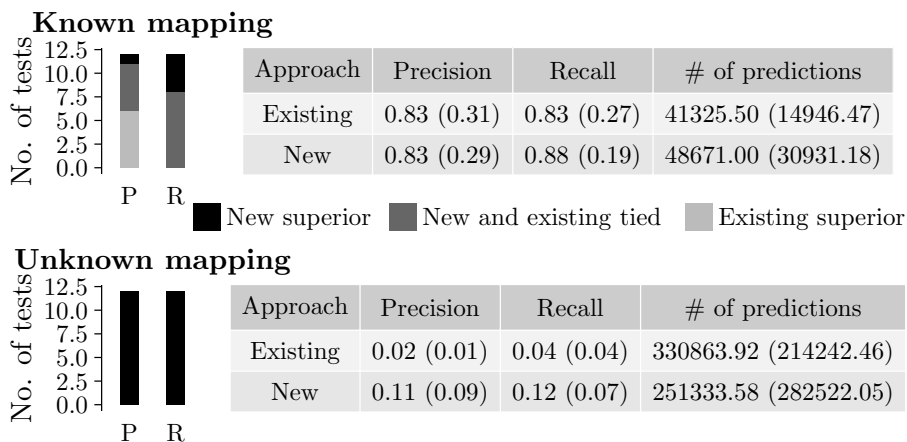 Known mapping
No. of tests
12.5
10.0
7.5
5.0
2.5
0.0
P R
Approach Precision Recall # of predictions
Existing 0.83 (0.31) 0.83 (0.27) 41325.50 (14946.47)
New 0.83 (0.29) 0.88 (0.19) 48671.00 (30931.18)
New superior New and existing tied Existing superior
Unknown mapping
No. of tests
12.5
10.0
7.5
5.0
2.5
0.0
P R
Approach Precision Recall # of predictions
Existing 0.02 (0.01) 0.04 (0.04) 330863.92 (214242.46)
New 0.11 (0.09) 0.12 (0.07) 251333.58 (282522.05)